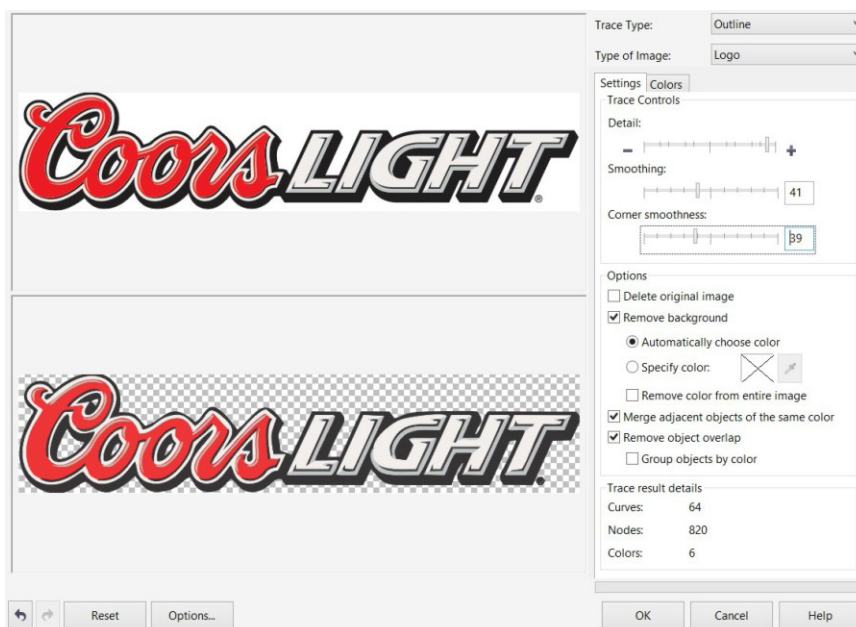 Coors LIGHT®
Coors LIGHT
Trace Type: Outline
Type of Image: Logo
Settings Colors
Trace Controls
Detail:
Smoothing:
41
Corner smoothness:
39
Options
Delete original image
Remove background
Automatically choose color
Specify color:
Remove color from entire image
Merge adjacent objects of the same color
Remove object overlap
Group objects by color
Trace result details
Curves: 64
Nodes: 820
Colors: 6
Reset Options... OK Cancel Help